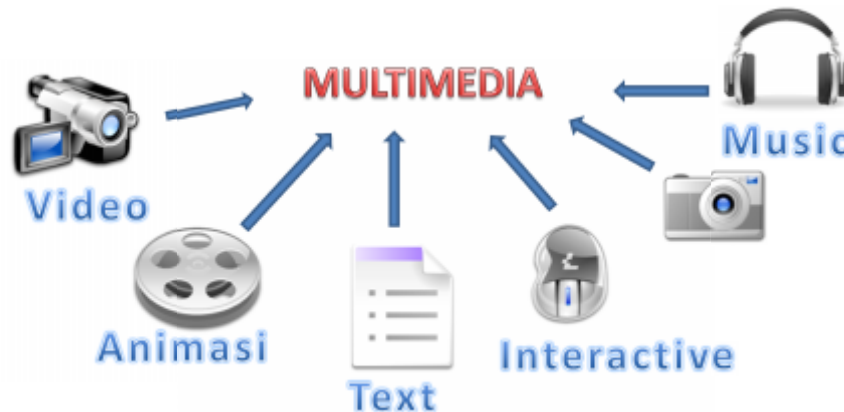 MULTIMEDIA
Music
Video
Animasi
Interactive
Text